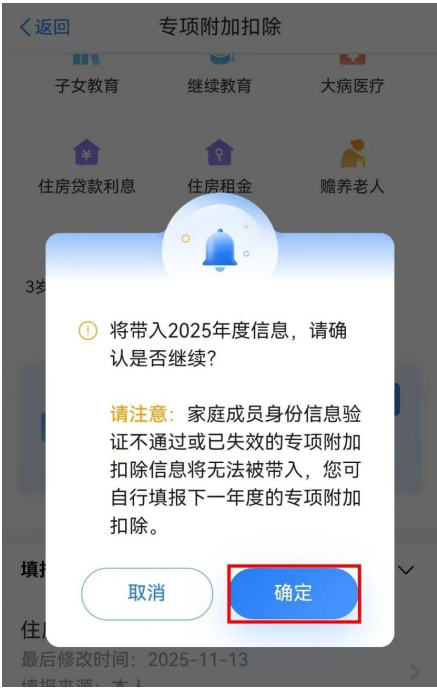 返回
专项附加扣除
子女教育
继续教育
大病医疗
¥
住房贷款利息
住房租金
赡养老人
3岁
将带入2025年度信息，请确
认是否继续？
请注意：家庭成员身份信息验
证不通过或已失效的专项附加
扣除信息将无法被带入，您可
自行填报下一年度的专项附加
扣除。
填报
取消
确定
住房
最后修改时间：2025-11-13
填报来源：本人